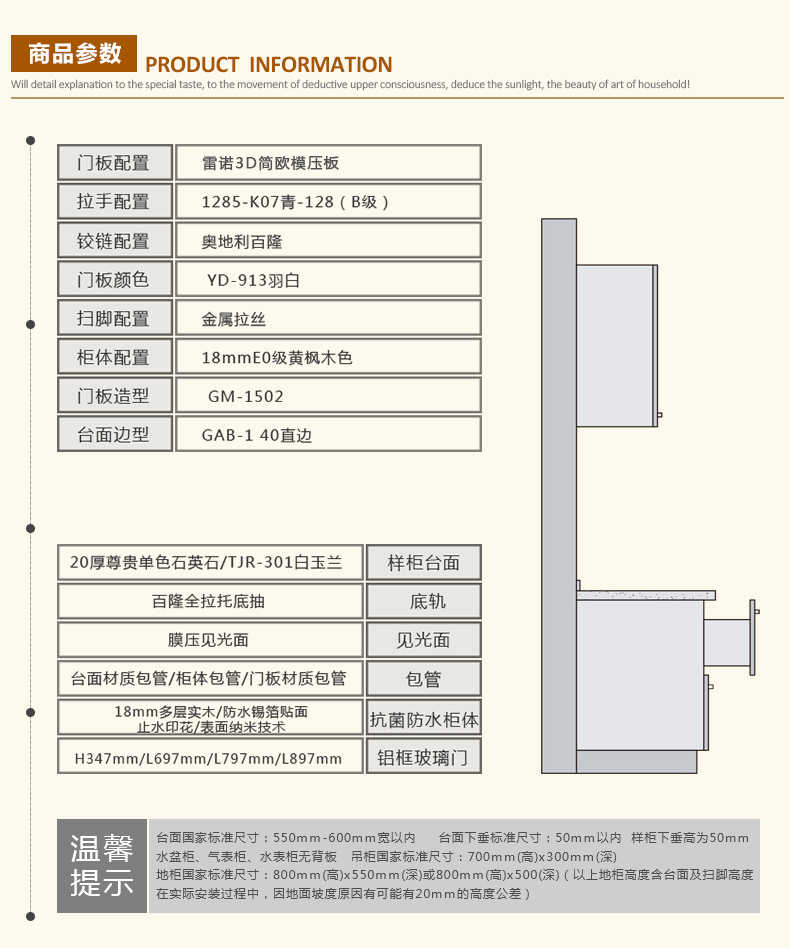 商品参数 PRODUCT INFORMATION
Will detail explanation to the special taste, to the movement of deductive upper consciousness, deduce the sunlight, the beauty of art of household!
门板配置 雷诺3D简欧模压板
拉手配置 1285-K07青-128（B级）
铰链配置 奥地利百隆
门板颜色 YD-913羽白
扫脚配置 金属拉丝
柜体配置 18mmE0级黄枫木色
门板造型 GM-1502
台面边型 GAB-1 40直边
20厚尊贵单色石英石/TJR-301白玉兰 样柜台面
百隆全拉托底抽 底轨
膜压见光面 见光面
台面材质包管/柜体包管/门板材质包管 包管
18mm多层实木/防水锡箔贴面
止水印花/表面纳米技术 抗菌防水柜体
H347mm/L697mm/L797mm/L897mm 铝框玻璃门
温馨
提示
台面国家标准尺寸：550mm-600mm宽以内 台面下垂标准尺寸：50mm以内 样柜下垂高为50mm
水盆柜、气表柜、水表柜无背板 吊柜国家标准尺寸：700mm(高)x300mm(深)
地柜国家标准尺寸：800mm(高)x550mm(深)或800mm(高)x500(深)（以上地柜高度含台面及扫脚高度
在实际安装过程中，因地面坡度原因有可能有20mm的高度公差）